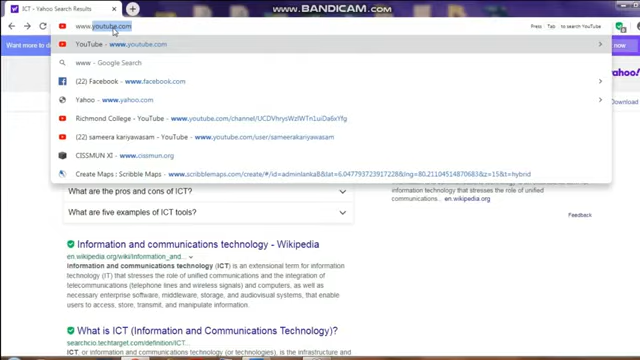 WWW.BANDICAM.COM
ICT - Yahoo Search Results
www.youtube.com
Press Tab to search YouTube
YouTube - www.youtube.com
Want more to do
www - Google Search
(22) Facebook - www.facebook.com
Yahoo - www.yahoo.com
Richmond College - YouTube - youtube.com/channel/UCDVhrysWzlWTn1uiDa6xYfg
(22) sameera kariyawasam - YouTube - www.youtube.com/user/sameerakariyawasam
CISSMUN XI - www.cissmun.org
Create Maps : Scribble Maps - www.scribblemaps.com/create/#/id=adminlankaB&lat=6.047793723917228&lng=80.21104514870683&z=15&t=hybrid
What are the pros and cons of ICT?
What are five examples of ICT tools?
technology (IT) that stresses the role of unified
communications and the... en.wikipedia.org
Feedback
Information and communications technology - Wikipedia
en.wikipedia.org/wiki/Information_and...
Information and communications technology (ICT) is an extensional term for information
technology (IT) that stresses the role of unified communications and the integration of
telecommunications (telephone lines and wireless signals) and computers, as well as
necessary enterprise software, middleware, storage, and audiovisual systems, that enable
users to access, store, transmit, and manipulate information.
What is ICT (Information and Communications Technology)?
searchcio.techtarget.com/definition/ICT...
ICT, or information and communications technology (or technologies), is the infrastructure and